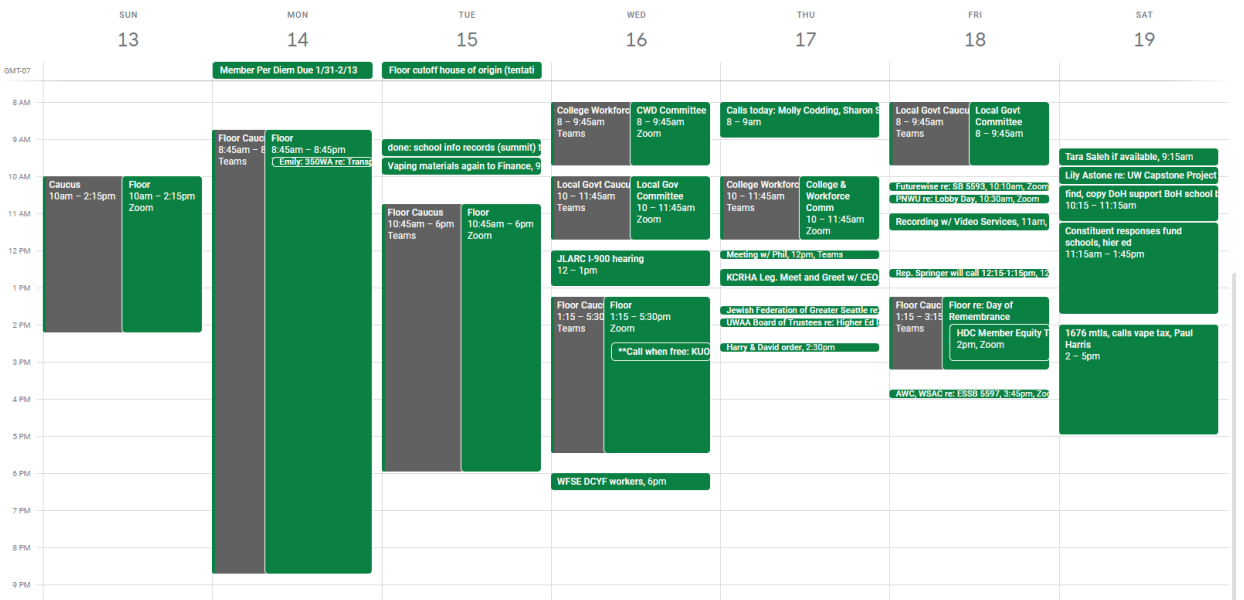 SUN
MON
TUE
WED
THU
FRI
SAT
13
14
15
16
17
18
19
GMT-07
Member Per Diem Due 1/31-2/13
Floor cutoff house of origin (tentati
8 AM
9 AM
10 AM
11 AM
12 PM
1 PM
2 PM
3 PM
4 PM
5 PM
6 PM
7 PM
8 PM
9 PM
Caucus
10am – 2:15pm
Floor
10am – 2:15pm
Zoom
Floor Cauc
8:45am – 8
Teams
Floor
8:45am – 8:45pm
Emily: 350WA re: Transp
done: school info records (summit) t
Vaping materials again to Finance, 9
Floor Caucus
10:45am – 6pm
Teams
Floor
10:45am – 6pm
Zoom
College Workforc
8 – 9:45am
Teams
CWD Committee
8 – 9:45am
Zoom
Local Govt Caucu
10 – 11:45am
Teams
Local Gov
Committee
10 – 11:45am
Zoom
JLARC I-900 hearing
12 – 1pm
Floor Cauc
1:15 – 5:30
Teams
Floor
1:15 – 5:30pm
Zoom
**Call when free: KUO
WFSE DCYF workers, 6pm
Calls today: Molly Codding, Sharon S
8 – 9am
College Workforc
10 – 11:45am
Teams
College &
Workforce
Comm
10 – 11:45am
Zoom
Meeting w/ Phil, 12pm, Teams
KCRHA Leg. Meet and Greet w/ CEO
Jewish Federation of Greater Seattle re:
UWAA Board of Trustees re: Higher Ed
Harry & David order, 2:30pm
Local Govt Caucu
8 – 9:45am
Teams
Local Govt
Committee
8 – 9:45am
Futurewise re: SB 5593, 10:10am, Zoom
PNWU re: Lobby Day, 10:30am, Zoom
Recording w/ Video Services, 11am,
Rep. Springer will call 12:15-1:15pm, 12
Floor Cauc
1:15 – 3:15
Teams
Floor re: Day of
Remembrance
HDC Member Equity T
2pm, Zoom
AWC, WSAC re: ESSB 5597, 3:45pm, Zoo
Tara Saleh if available, 9:15am
Lily Astone re: UW Capstone Project
find, copy DoH support BoH school b
10:15 – 11:15am
Constituent responses fund
schools, hier ed
11:15am – 1:45pm
1676 mtls, calls vape tax, Paul
Harris
2 – 5pm